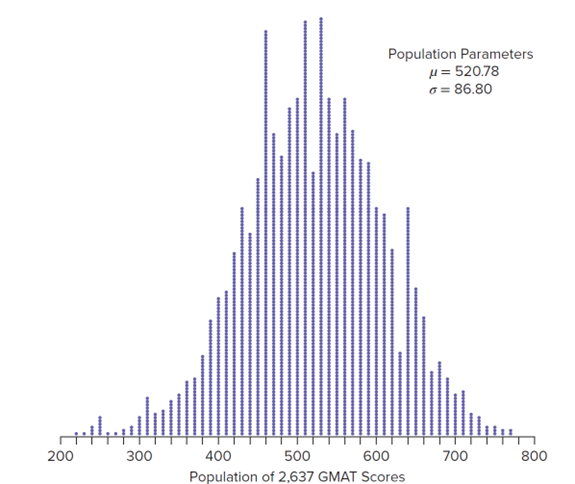 Population Parameters
μ = 520.78
σ = 86.80
200 300 400 500 600 700 800
Population of 2,637 GMAT Scores